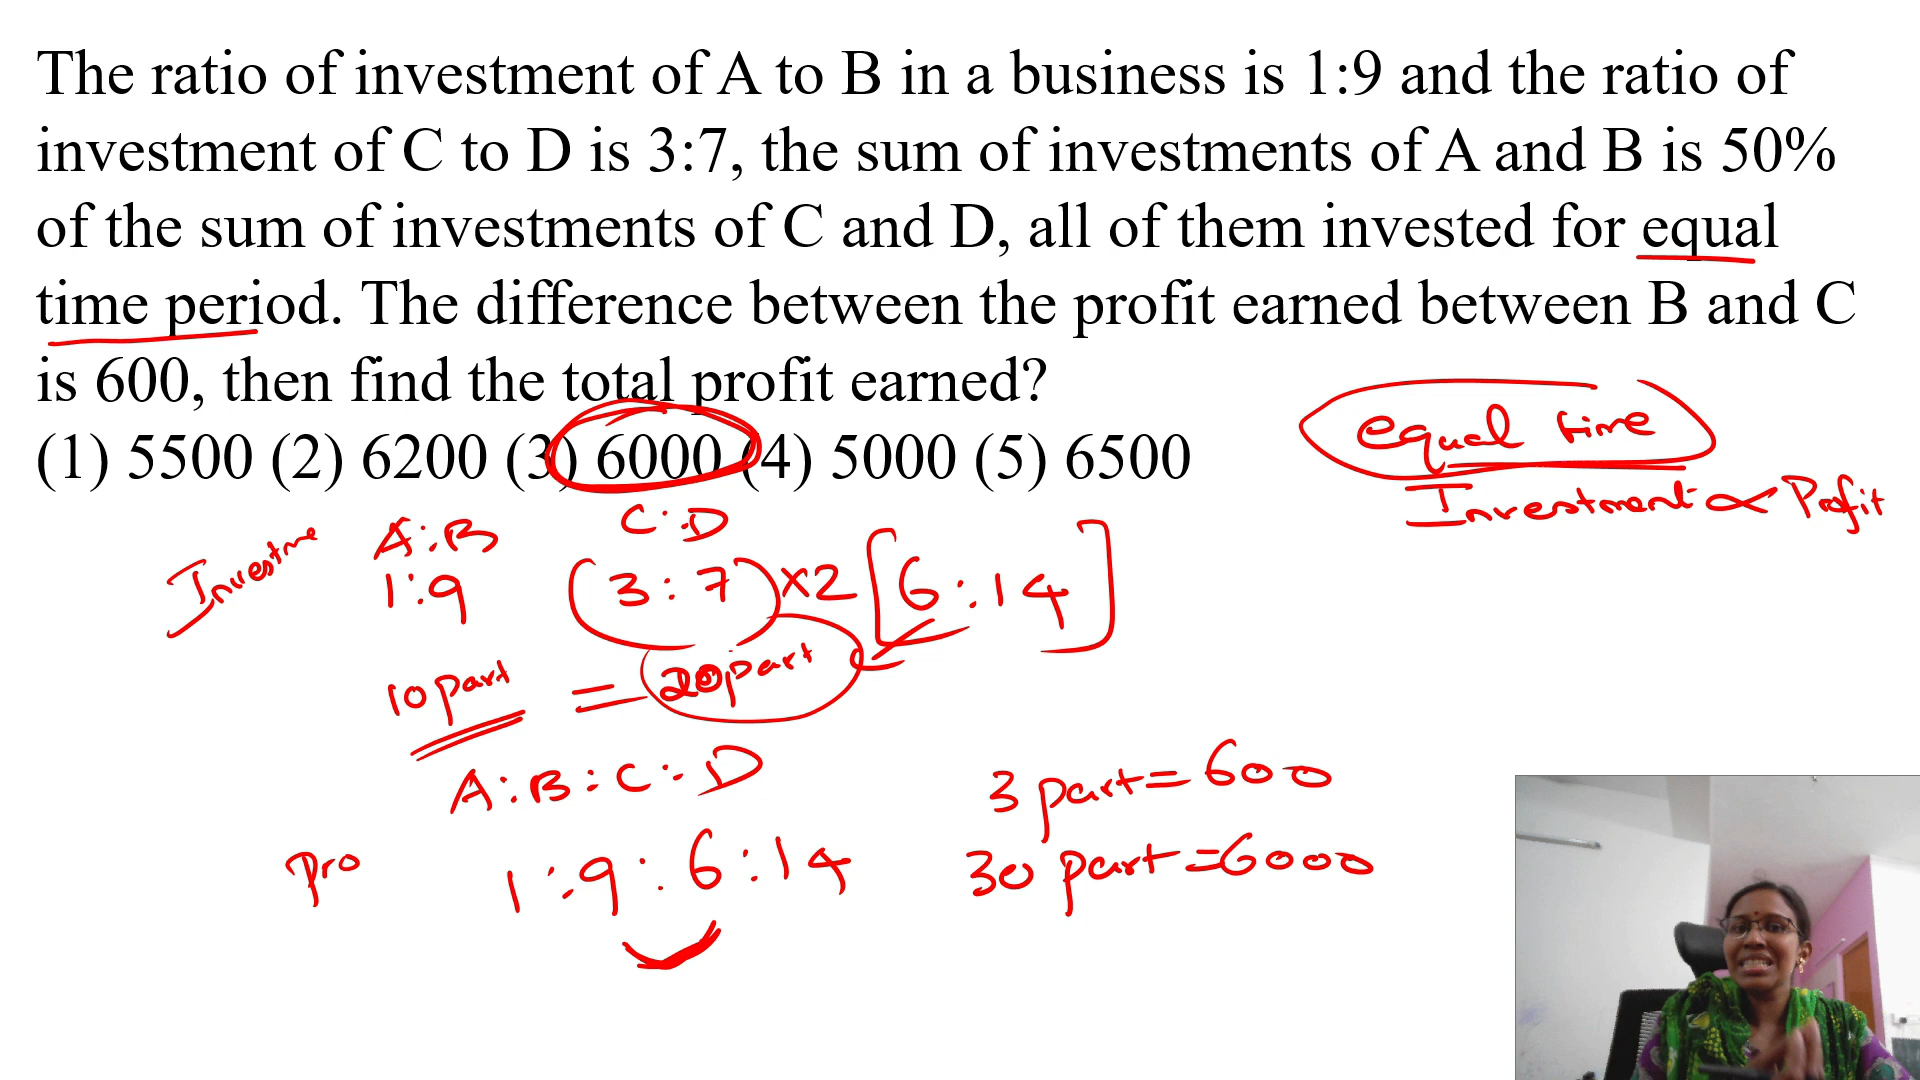 The ratio of investment of A to B in a business is 1:9 and the ratio of
investment of C to D is 3:7, the sum of investments of A and B is 50%
of the sum of investments of C and D, all of them invested for equal
time period. The difference between the profit earned between B and C
is 600, then find the total profit earned?
(1) 5500 (2) 6200 (3) 6000 (4) 5000 (5) 6500
equal time
Investment ∝ Profit
Investme A:B C:D
1:9 (3:7)×2 [6:14]
10 part = 20 part
A:B:C:D
3 part = 600
Pro 1:9:6:14
30 part = 6000